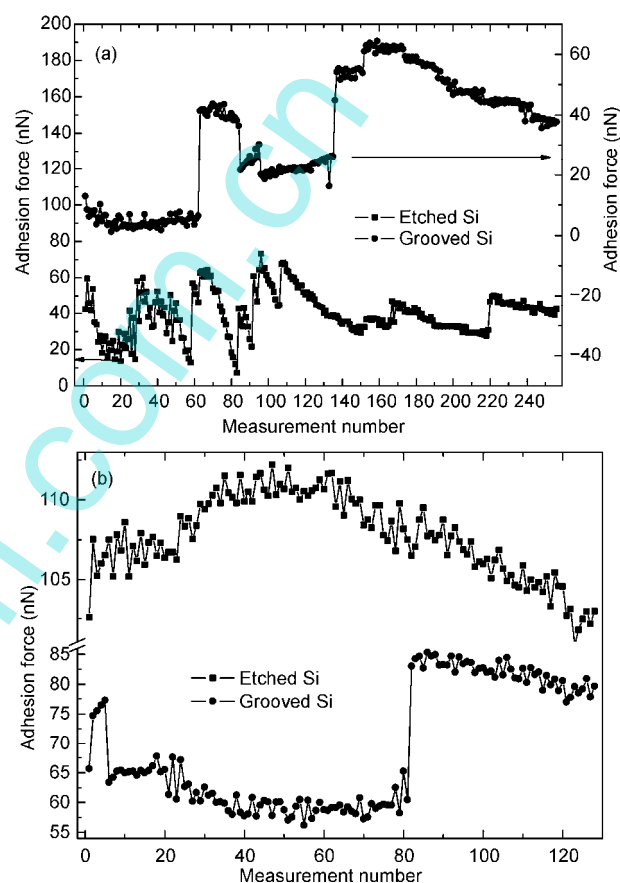 (a)
200
180
160
140
120
100
80
60
40
20
0
Adhesion force (nN)
60
40
20
0
−20
−40
Adhesion force (nN)
Etched Si
Grooved Si
0 20 40 60 80 100 120 140 160 180 200 220 240
Measurement number
(b)
110
105
85
80
75
70
65
60
55
Adhesion force (nN)
Etched Si
Grooved Si
0 20 40 60 80 100 120
Measurement number
.com.cn